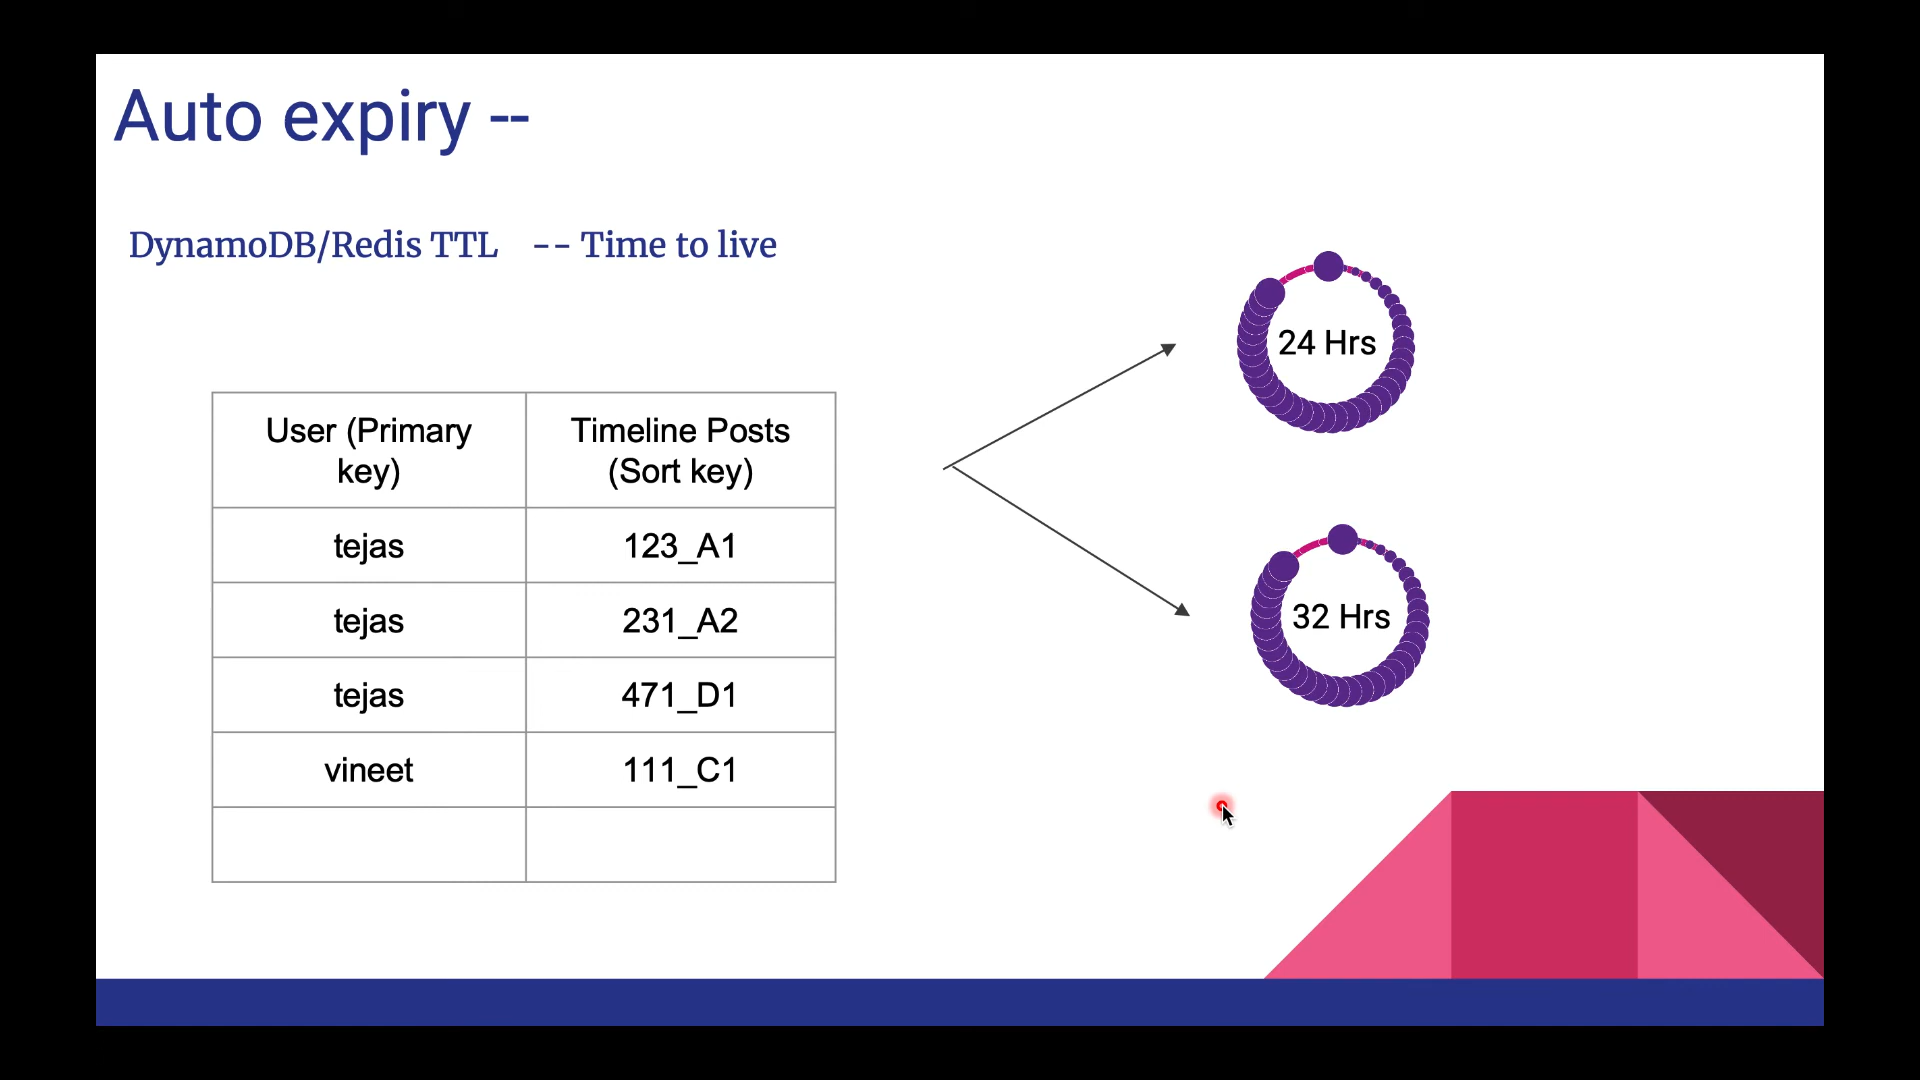 Auto expiry --
DynamoDB/Redis TTL -- Time to live
User (Primary key)
Timeline Posts (Sort key)
tejas 123_A1
tejas 231_A2
tejas 471_D1
vineet 111_C1
24 Hrs
32 Hrs